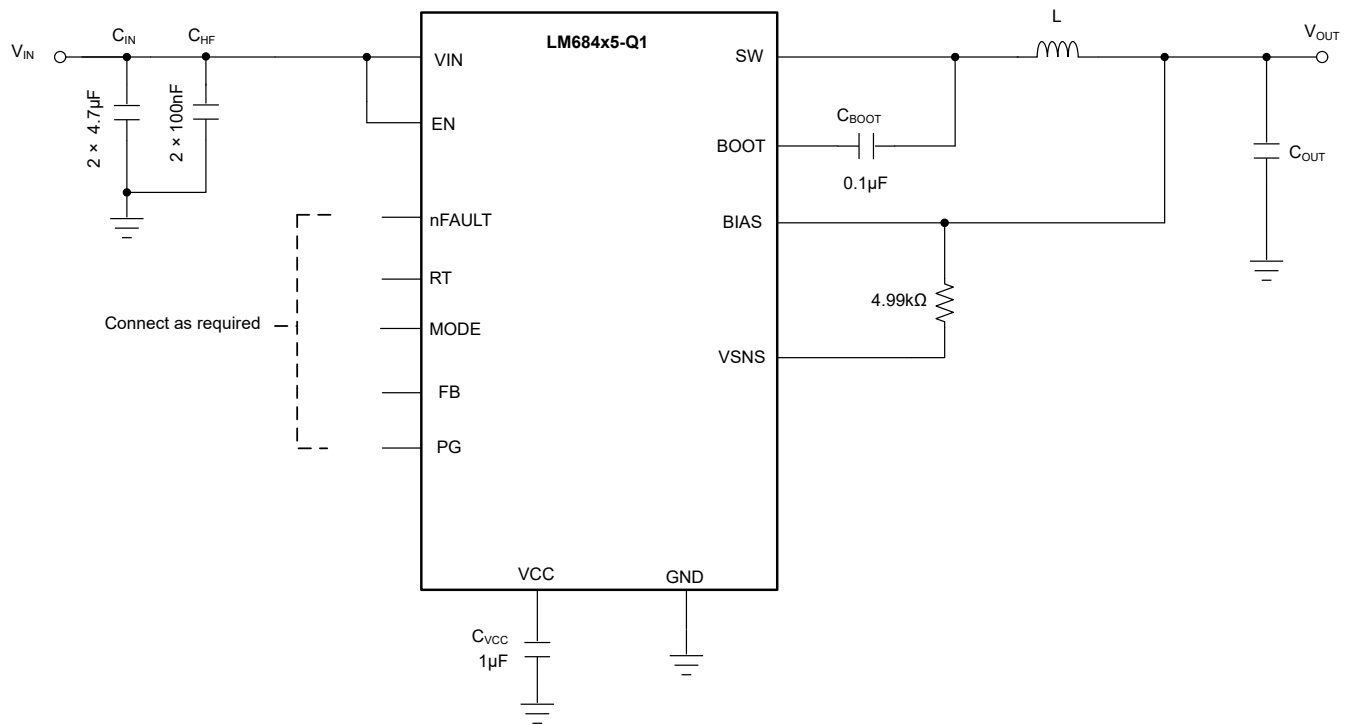 LM684x5-Q1
V_IN
C_IN
C_HF
2 × 4.7µF
2 × 100nF
VIN
EN
nFAULT
RT
MODE
FB
PG
Connect as required
SW
BOOT
BIAS
VSNS
C_BOOT
0.1µF
L
V_OUT
C_OUT
4.99kΩ
VCC
GND
C_VCC
1µF